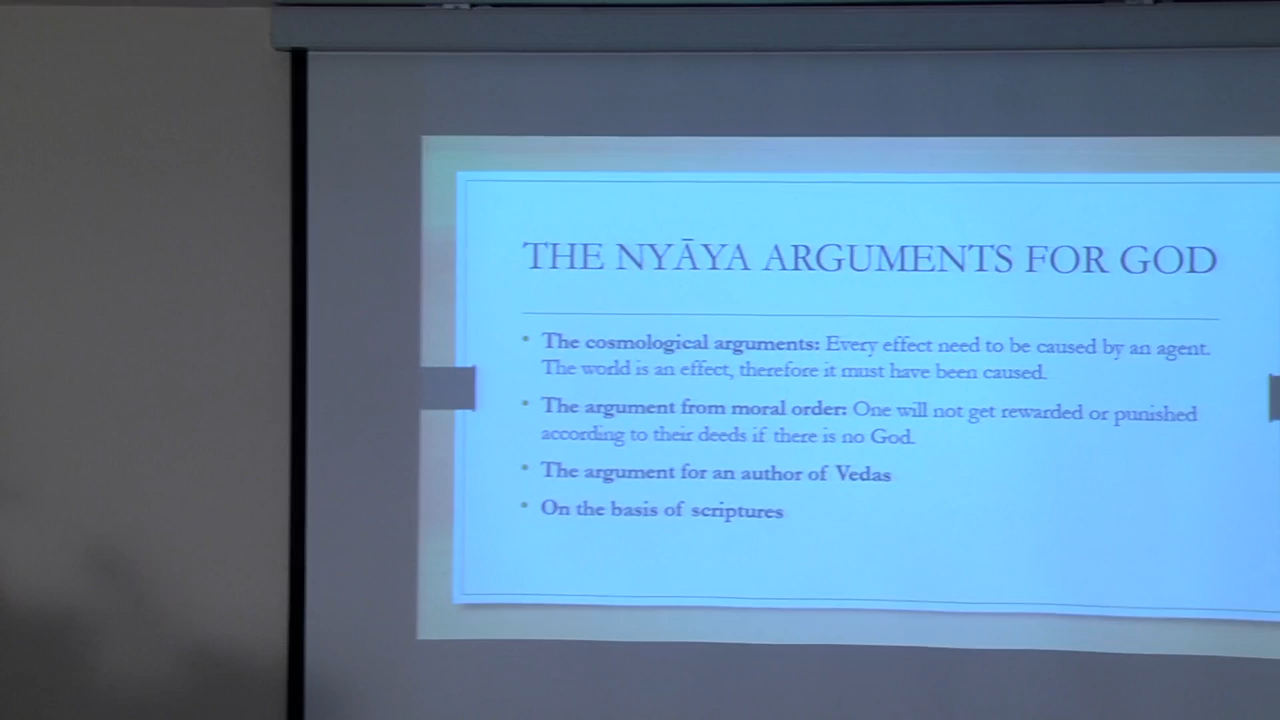 THE NYĀYA ARGUMENTS FOR GOD
• The cosmological arguments: Every effect need to be caused by an agent.
The world is an effect, therefore it must have been caused.
• The argument from moral order: One will not get rewarded or punished
according to their deeds if there is no God.
• The argument for an author of Vedas
• On the basis of scriptures